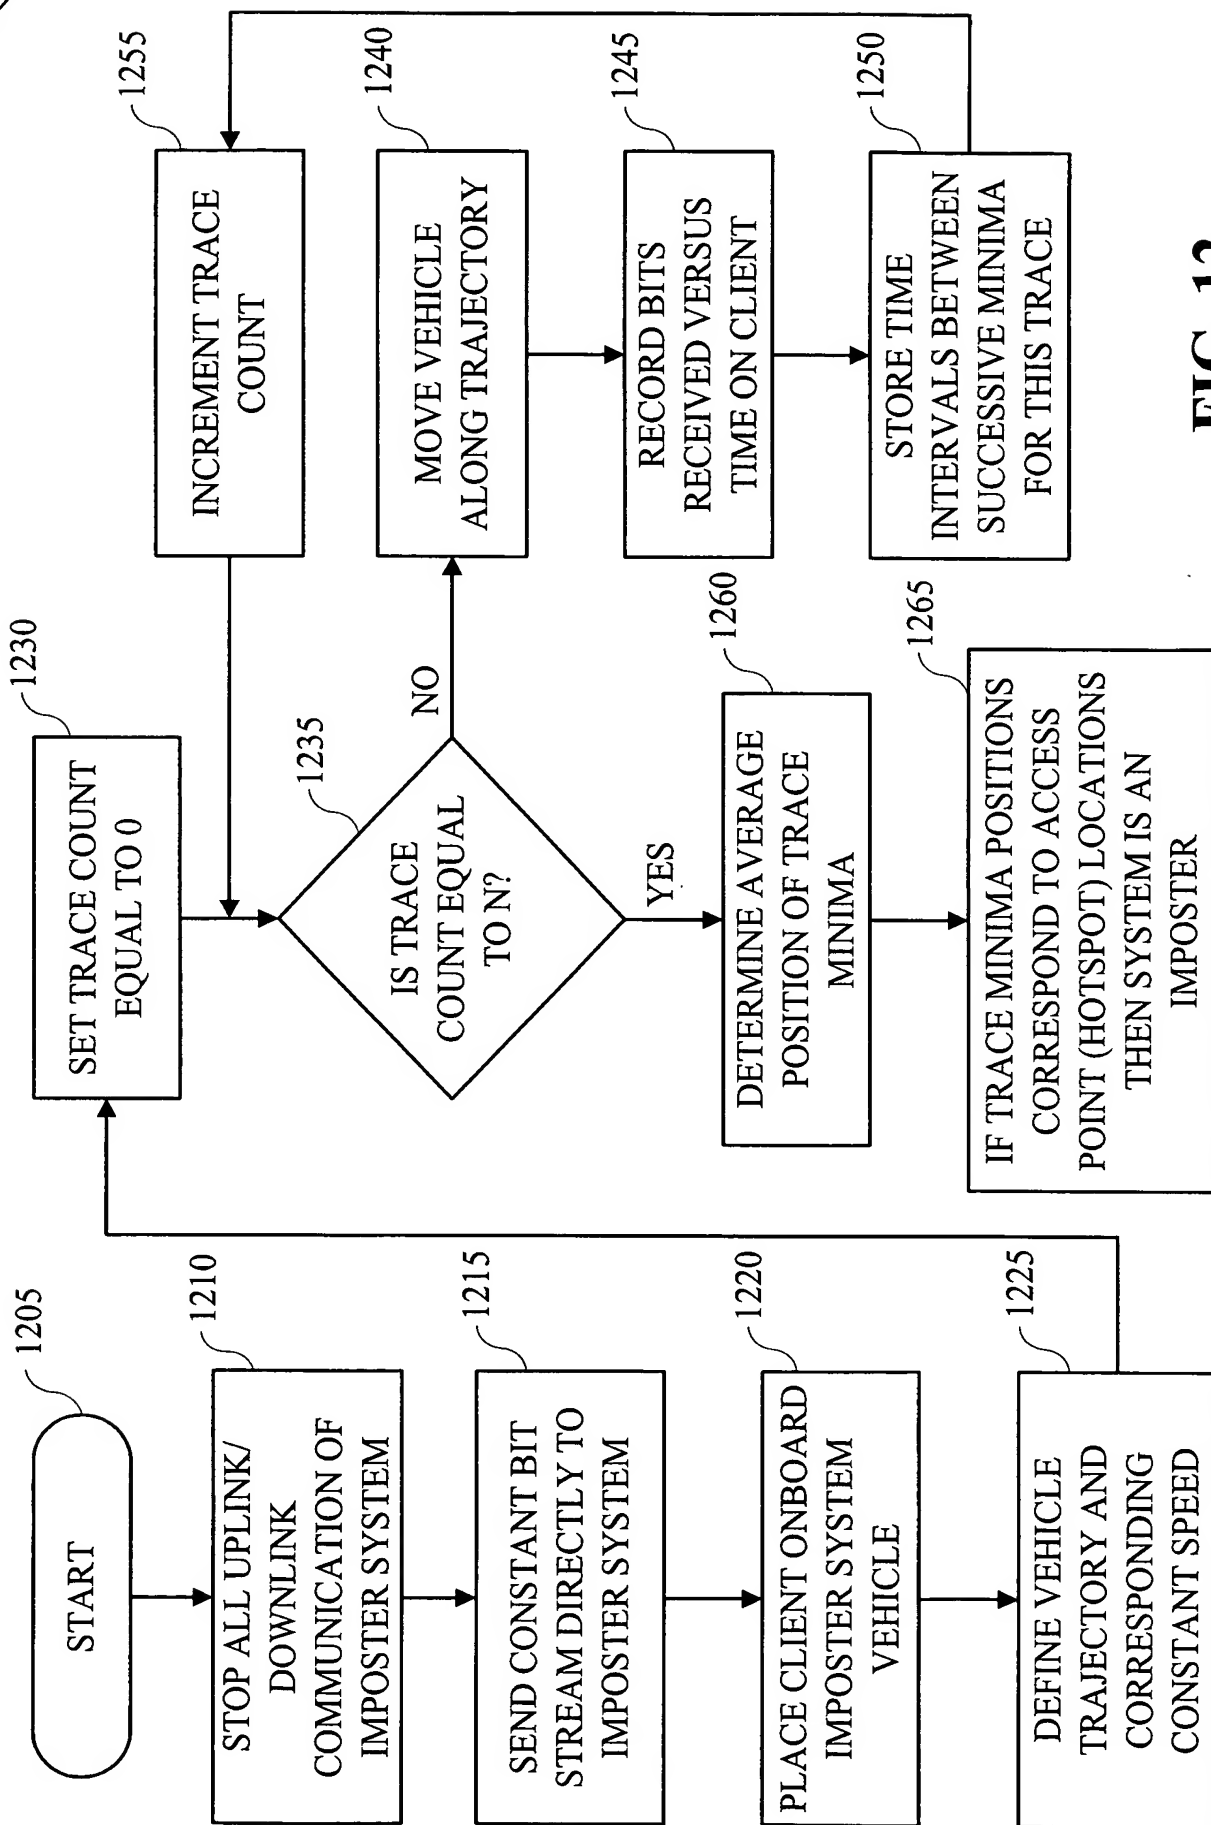 START
1205
STOP ALL UPLINK/
DOWNLINK
COMMUNICATION OF
IMPOSTER SYSTEM
1210
SEND CONSTANT BIT
STREAM DIRECTLY TO
IMPOSTER SYSTEM
1215
PLACE CLIENT ONBOARD
IMPOSTER SYSTEM
VEHICLE
1220
DEFINE VEHICLE
TRAJECTORY AND
CORRESPONDING
CONSTANT SPEED
1225
SET TRACE COUNT
EQUAL TO 0
1230
IS TRACE
COUNT EQUAL
TO N?
1235
NO
YES
MOVE VEHICLE
ALONG TRAJECTORY
1240
RECORD BITS
RECEIVED VERSUS
TIME ON CLIENT
1245
STORE TIME
INTERVALS BETWEEN
SUCCESSIVE MINIMA
FOR THIS TRACE
1250
INCREMENT TRACE
COUNT
1255
DETERMINE AVERAGE
POSITION OF TRACE
MINIMA
1260
IF TRACE MINIMA POSITIONS
CORRESPOND TO ACCESS
POINT (HOTSPOT) LOCATIONS
THEN SYSTEM IS AN
IMPOSTER
1265
FIG